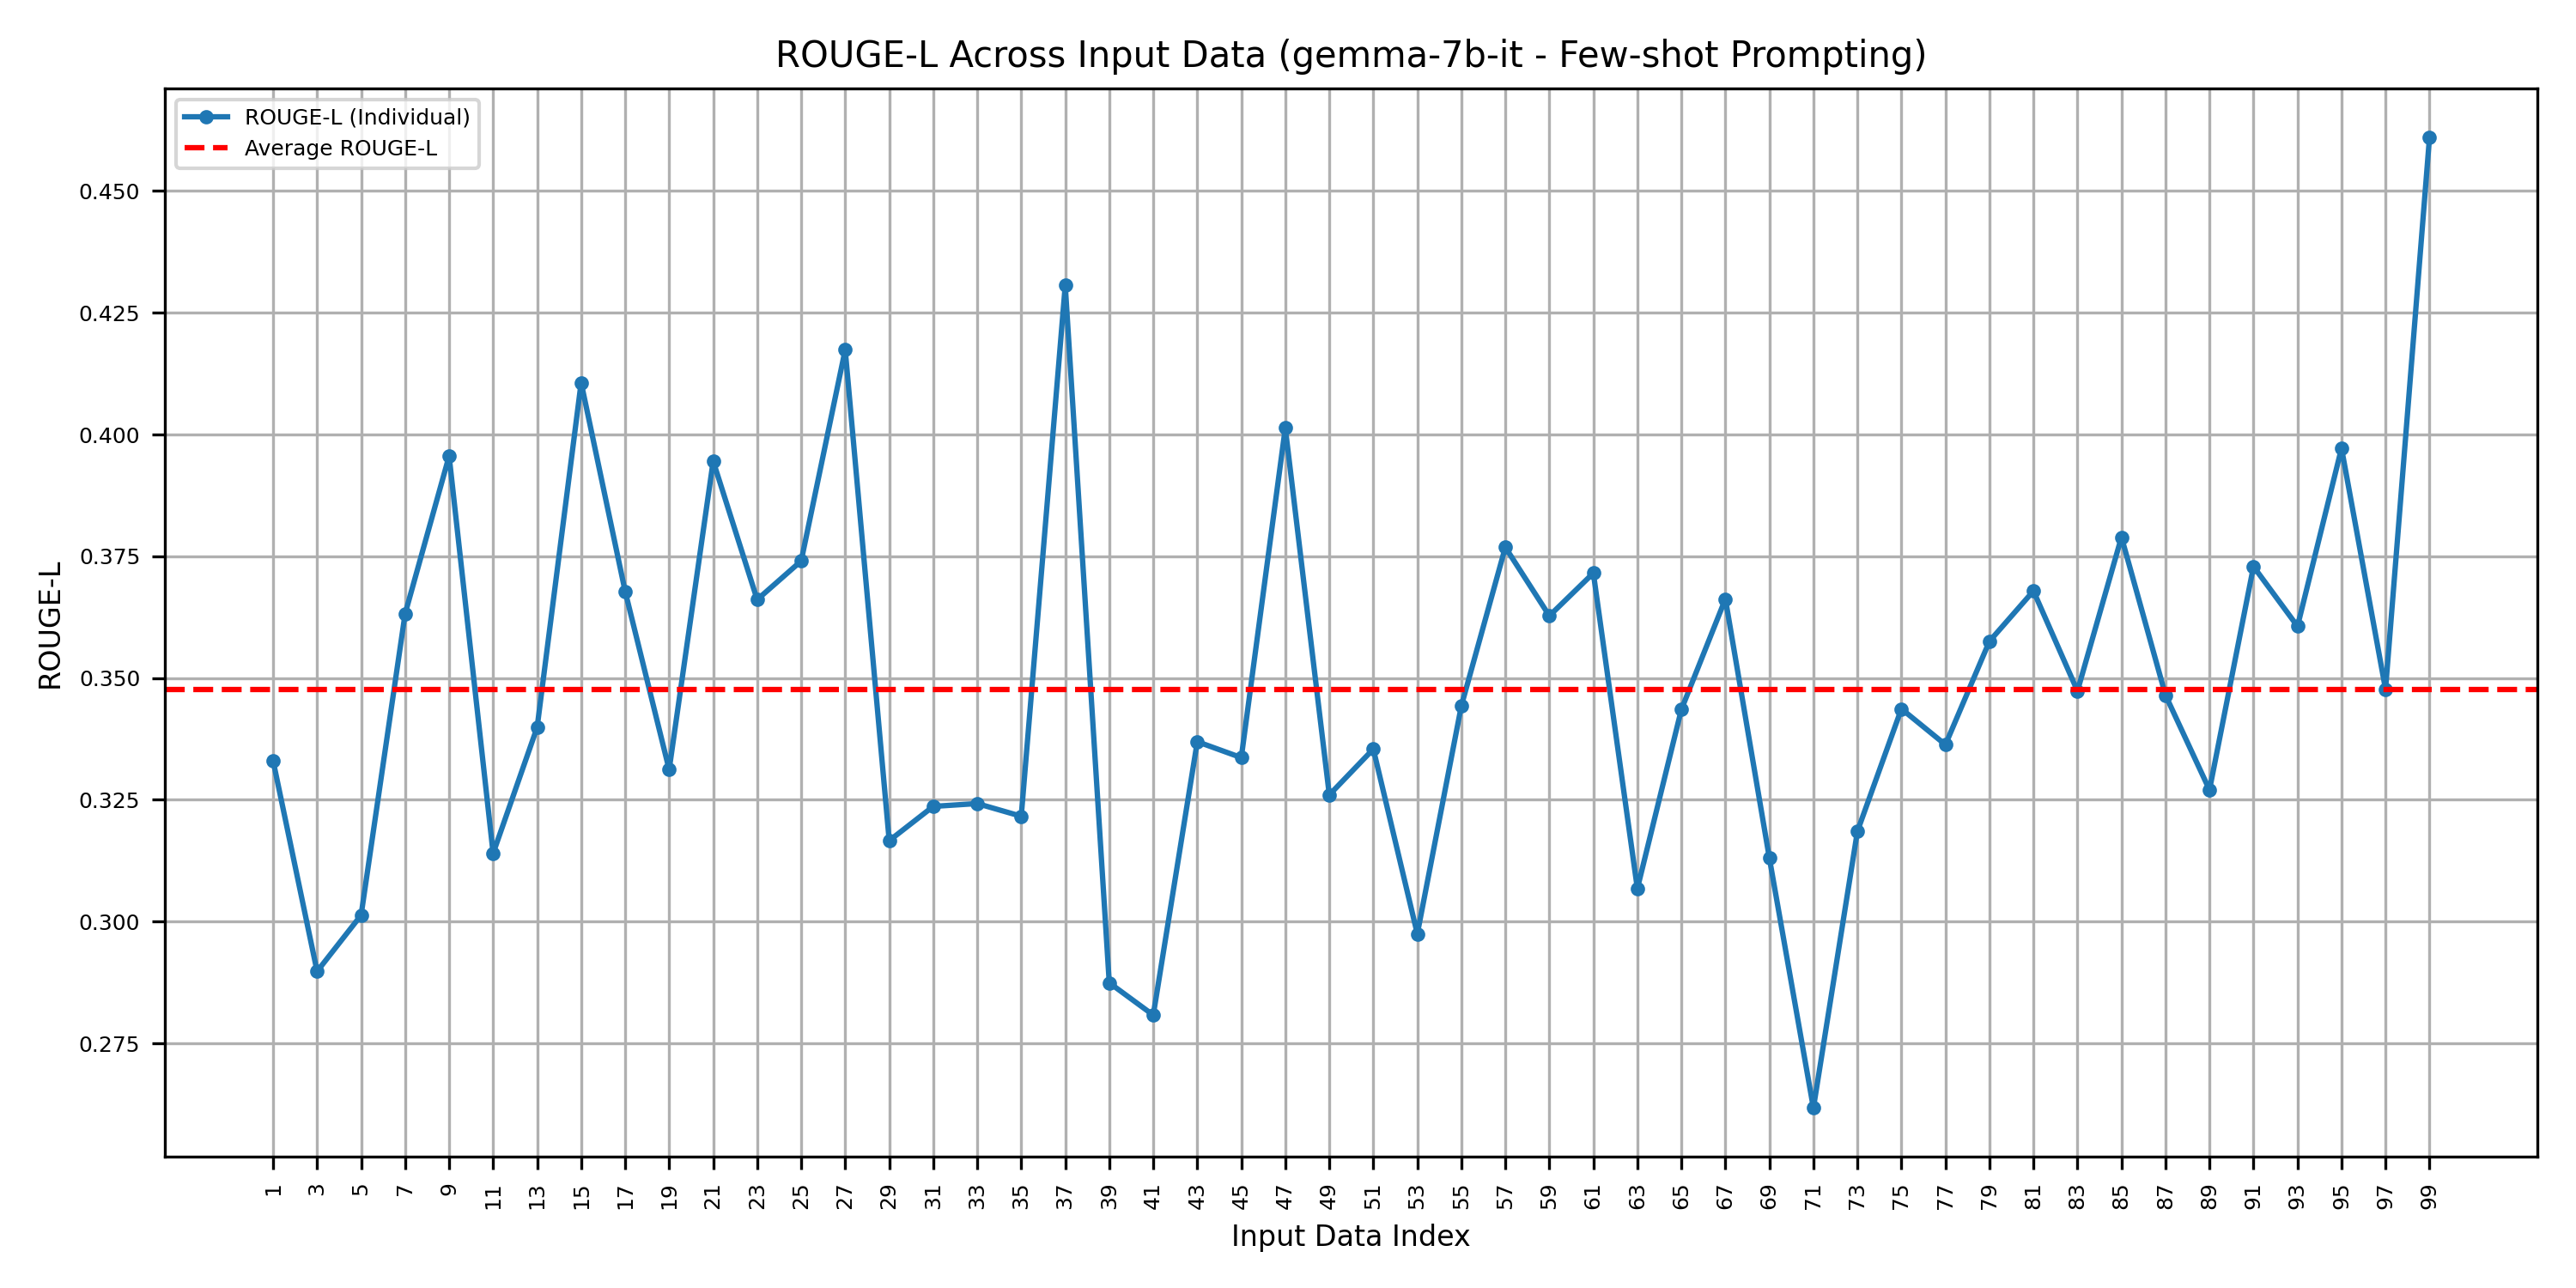 ROUGE-L Across Input Data (gemma-7b-it - Few-shot Prompting)
ROUGE-L (Individual)
Average ROUGE-L
ROUGE-L
0.450
0.425
0.400
0.375
0.350
0.325
0.300
0.275
1 3 5 7 9 11 13 15 17 19 21 23 25 27 29 31 33 35 37 39 41 43 45 47 49 51 53 55 57 59 61 63 65 67 69 71 73 75 77 79 81 83 85 87 89 91 93 95 97 99
Input Data Index